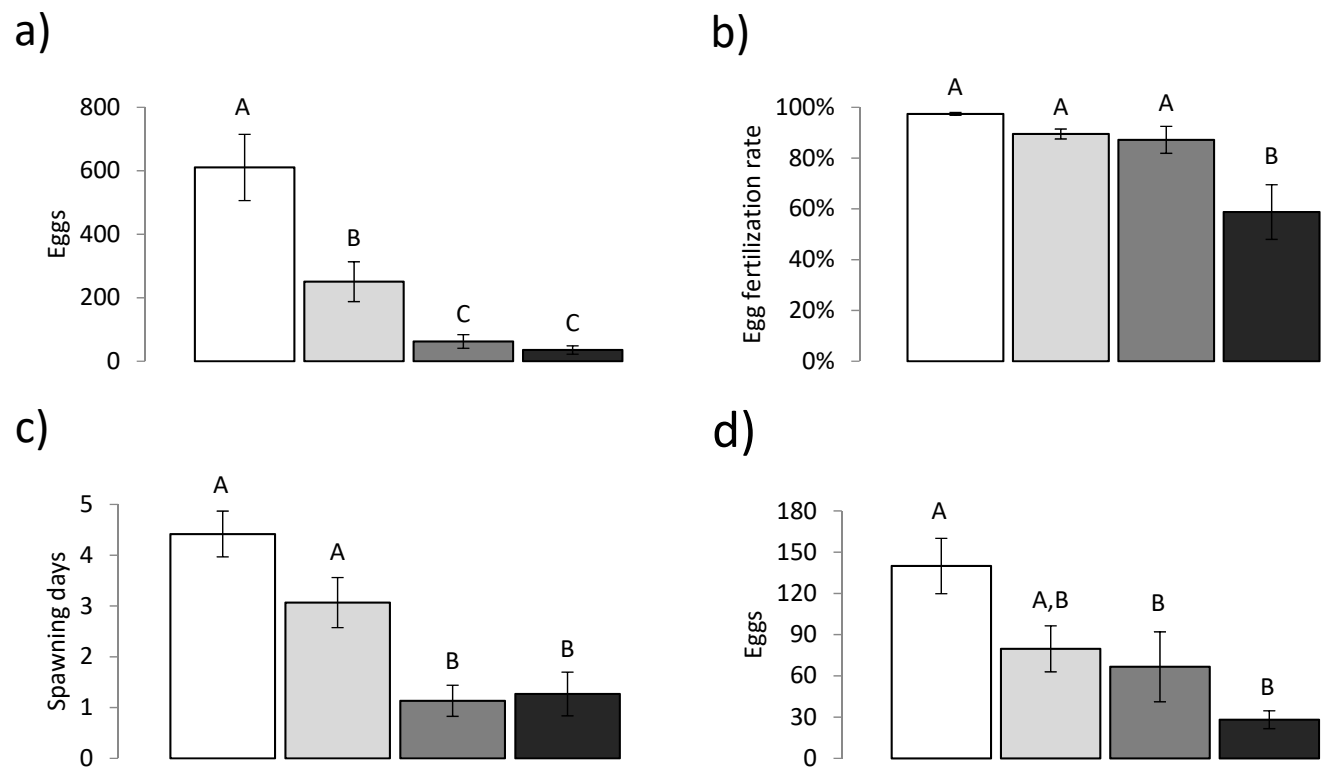 a)
800
600
400
200
0
Eggs
A
B
C
C
b)
100%
80%
60%
40%
20%
0%
Egg fertilization rate
A
A
A
B
c)
5
4
3
2
1
0
Spawning days
A
A
B
B
d)
180
150
120
90
60
30
0
Eggs
A
A,B
B
B